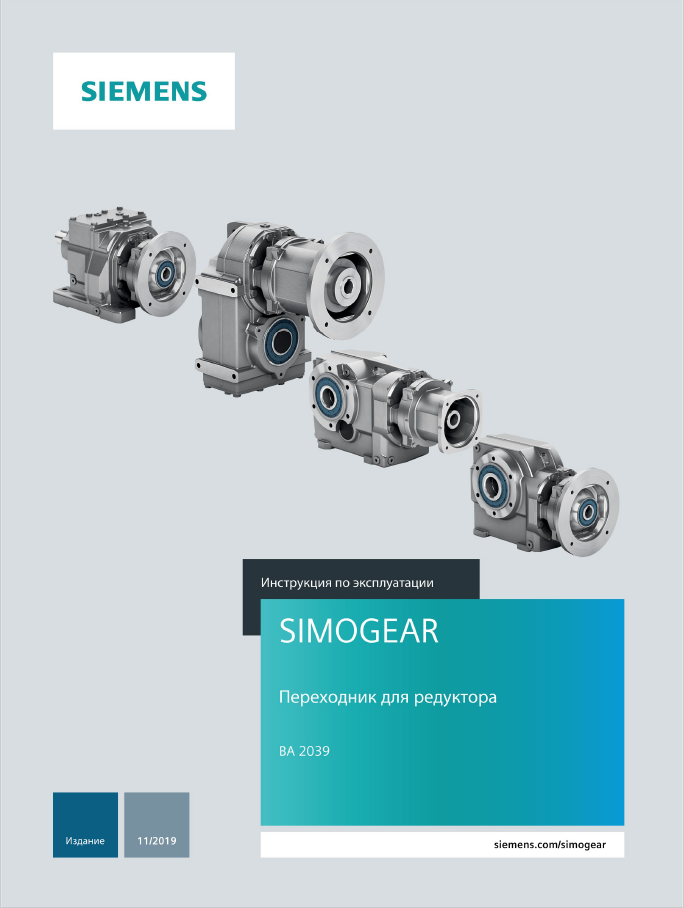 SIEMENS
Инструкция по эксплуатации
SIMOGEAR
Переходник для редуктора
BA 2039
Издание
11/2019
siemens.com/simogear